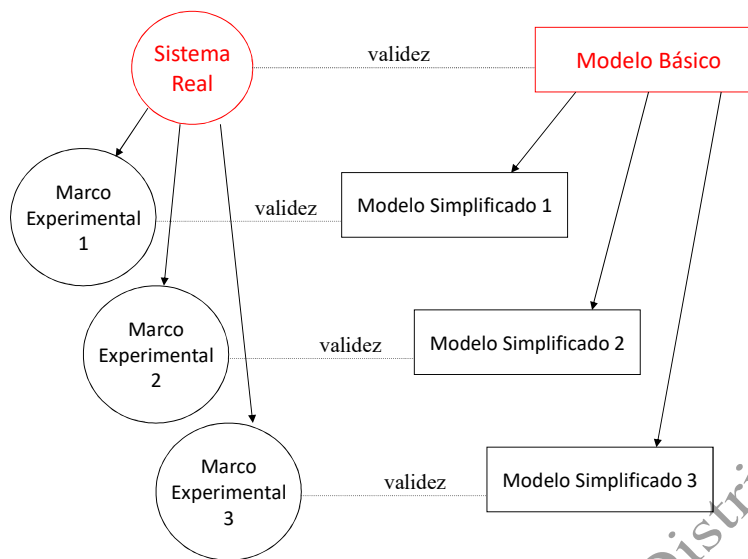 Sistema
Real
validez
Modelo Básico
Marco
Experimental
1
validez
Modelo Simplificado 1
Marco
Experimental
2
validez
Modelo Simplificado 2
Marco
Experimental
3
validez
Modelo Simplificado 3
Distri